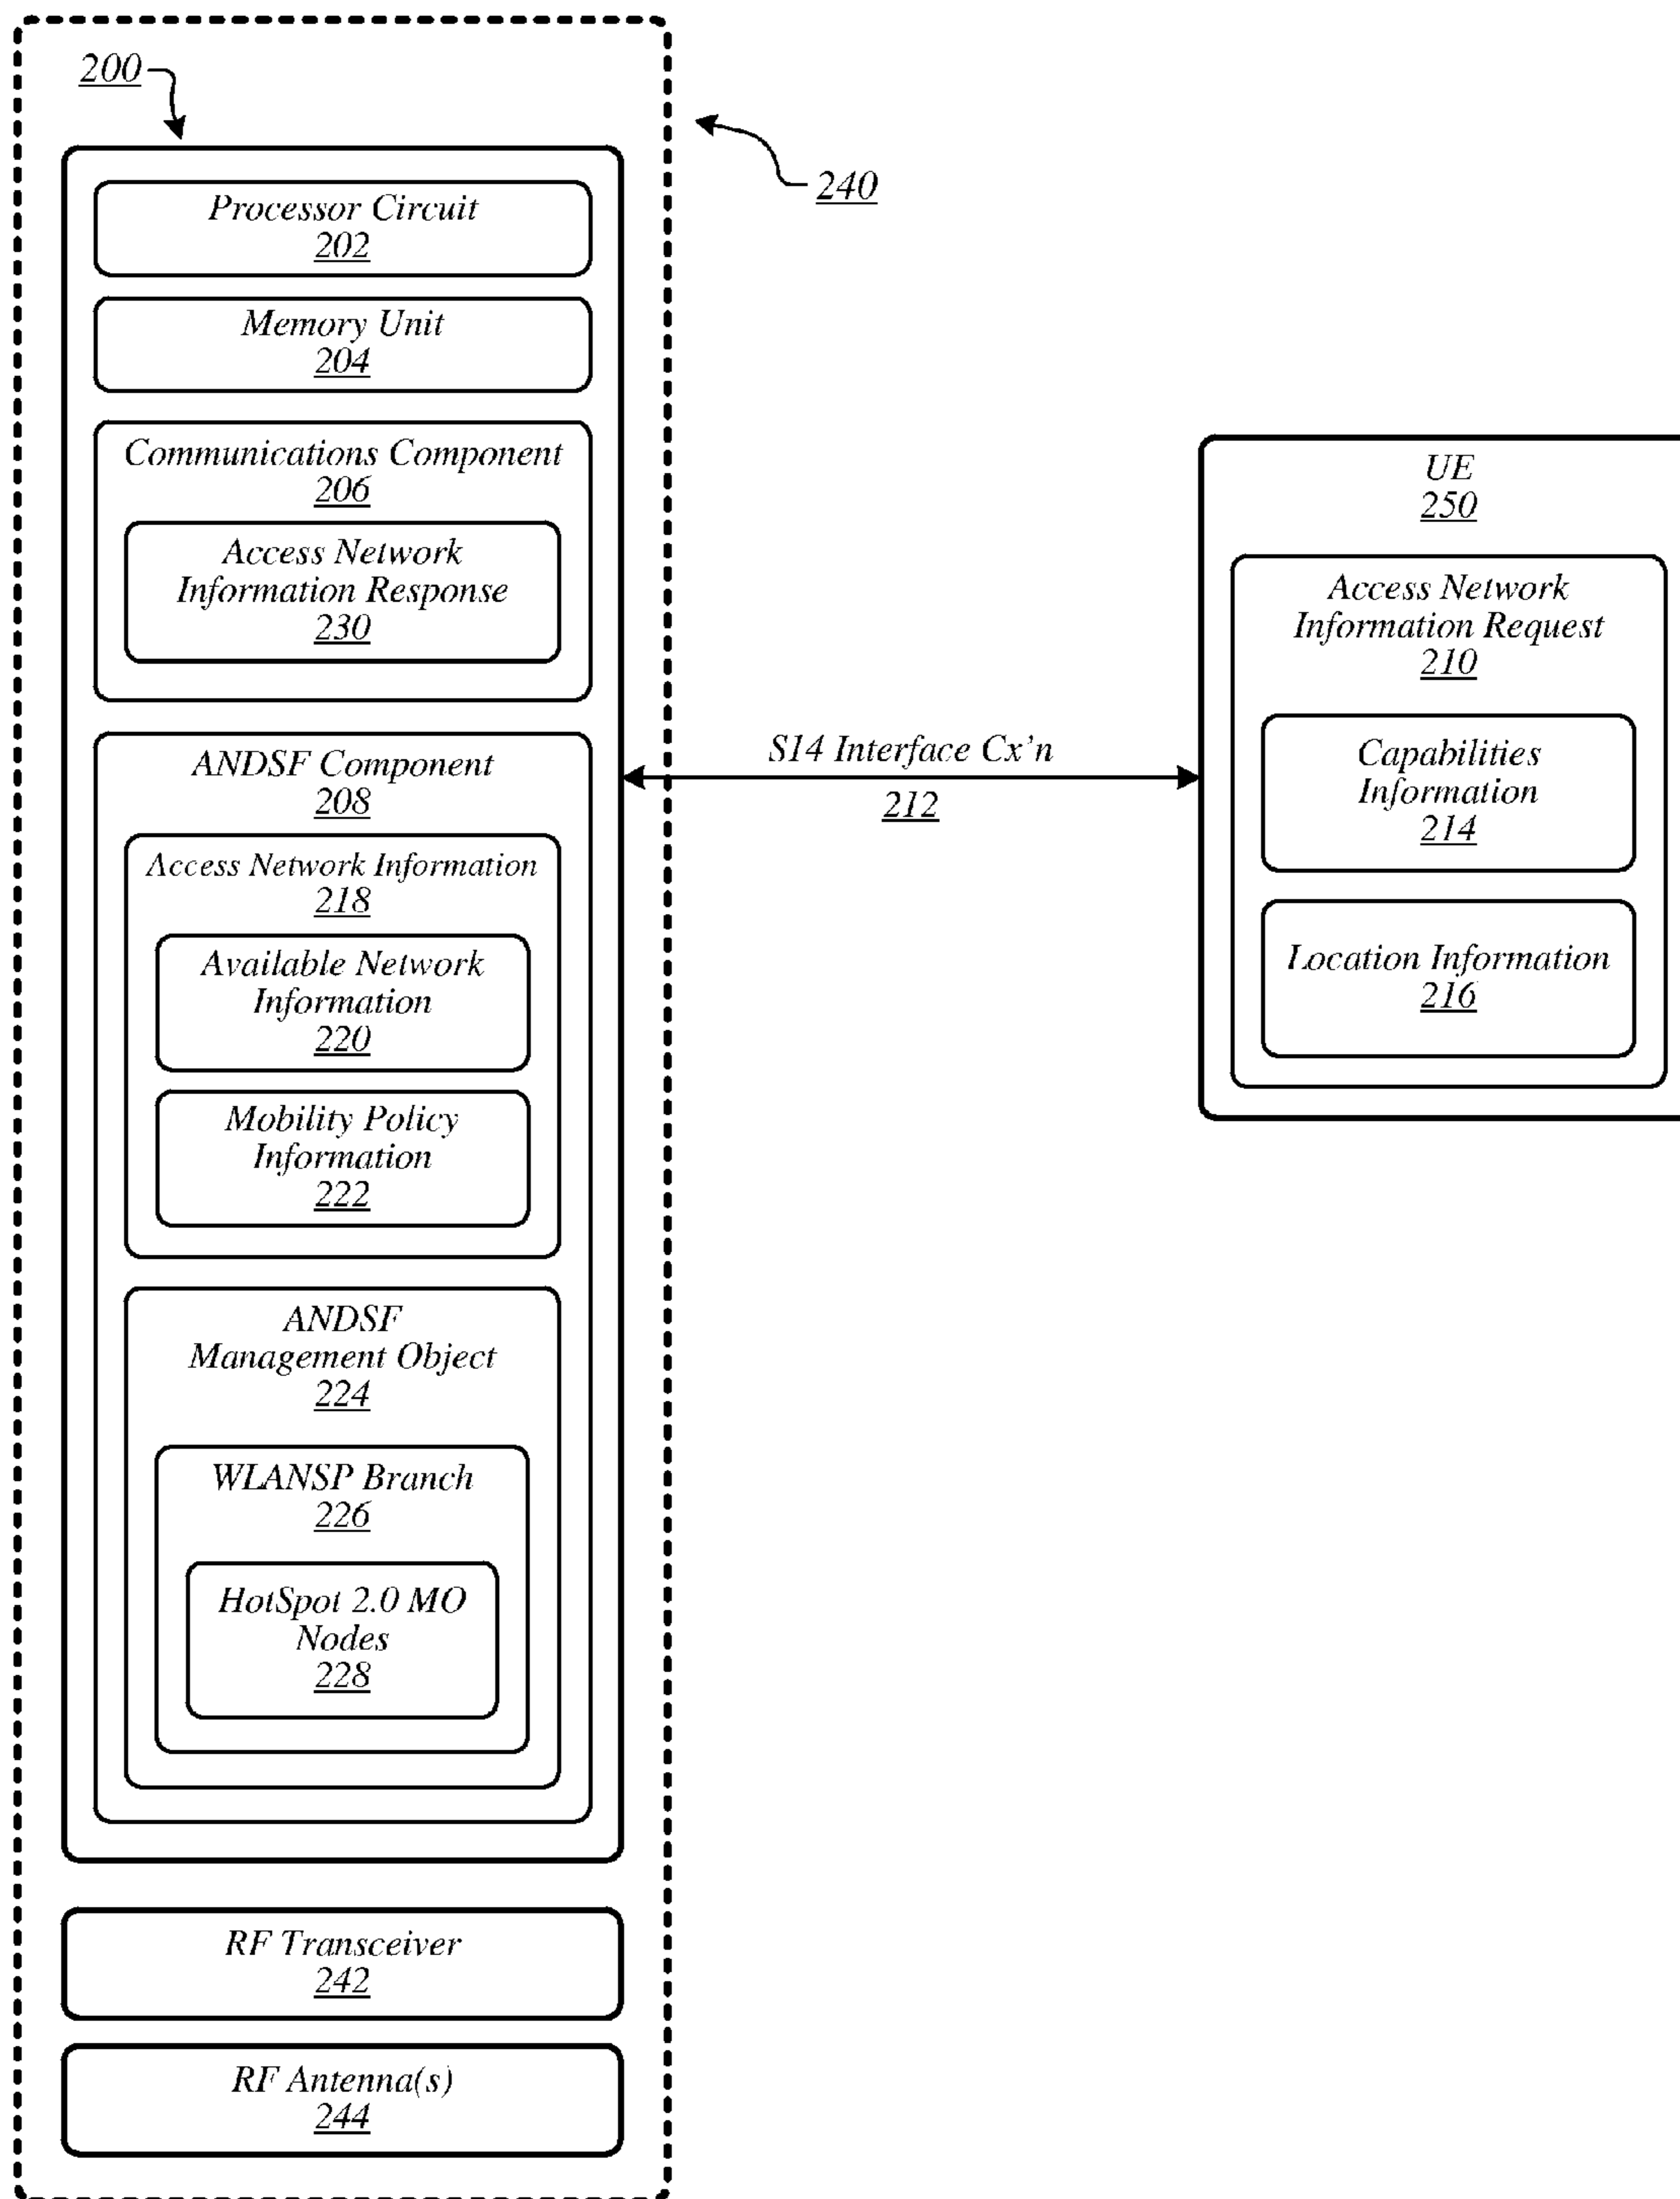 200
240
Processor Circuit
202
Memory Unit
204
Communications Component
206
Access Network
Information Response
230
ANDSF Component
208
Access Network Information
218
Available Network
Information
220
Mobility Policy
Information
222
ANDSF
Management Object
224
WLANSP Branch
226
HotSpot 2.0 MO
Nodes
228
RF Transceiver
242
RF Antenna(s)
244
S14 Interface Cx'n
212
UE
250
Access Network
Information Request
210
Capabilities
Information
214
Location Information
216